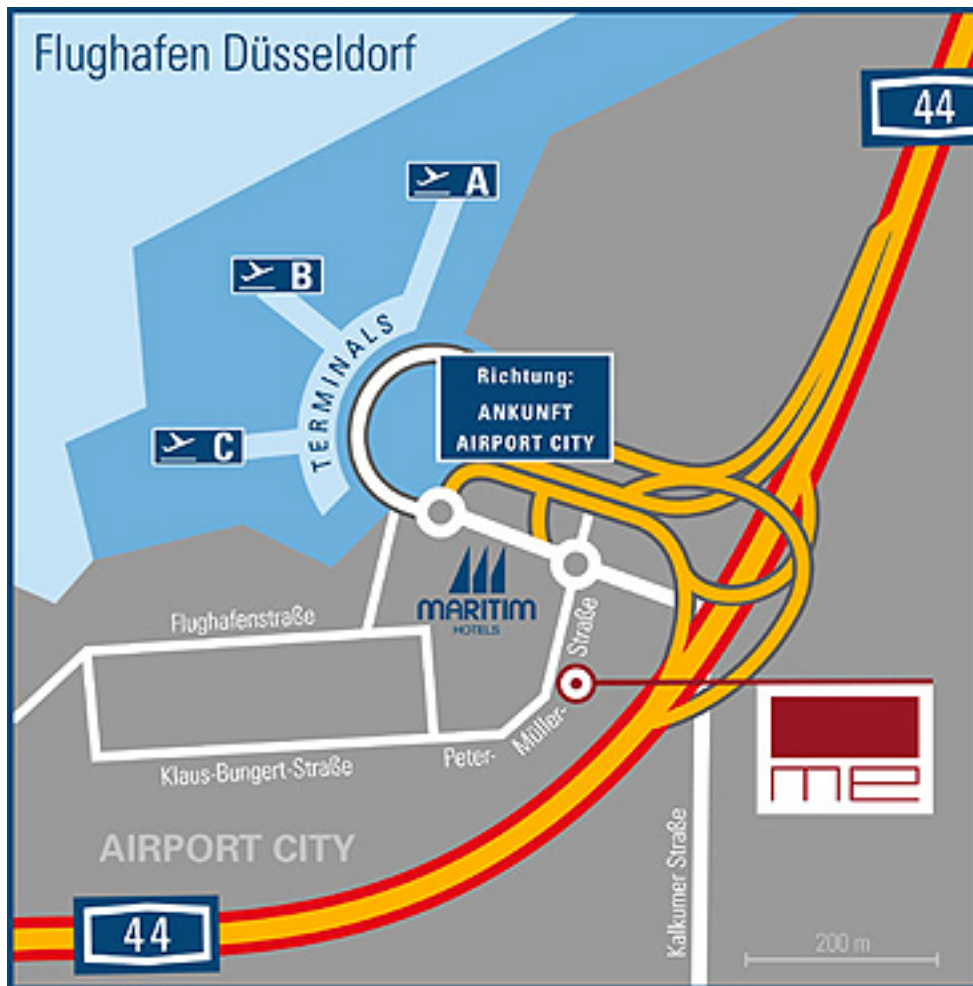 Flughafen Düsseldorf
44
A
B
TERMINALS
Richtung:
ANKUNFT
AIRPORT CITY
C
MARITIM
HOTELS
Flughafenstraße
Peter-
Müller-
Straße
Klaus-Bungert-Straße
me
AIRPORT CITY
Kalkumer Straße
44
200 m